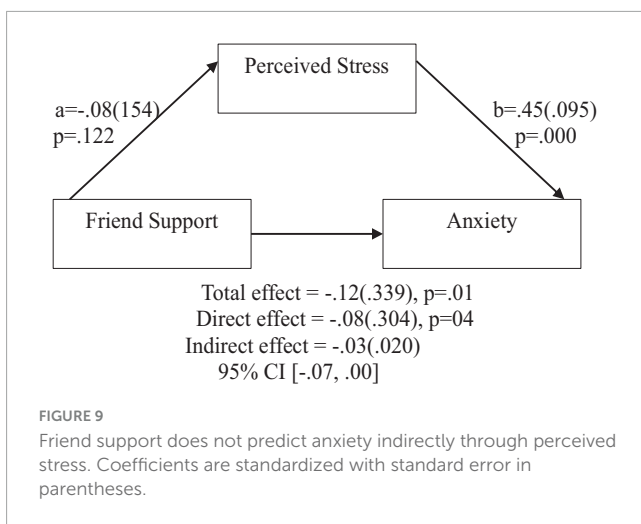 Perceived Stress
a=-.08(154)
p=.122
b=.45(.095)
p=.000
Friend Support
Anxiety
Total effect = -.12(.339), p=.01
Direct effect = -.08(.304), p=04
Indirect effect = -.03(.020)
95% CI [-.07, .00]
FIGURE 9
Friend support does not predict anxiety indirectly through perceived
stress. Coefficients are standardized with standard error in
parentheses.